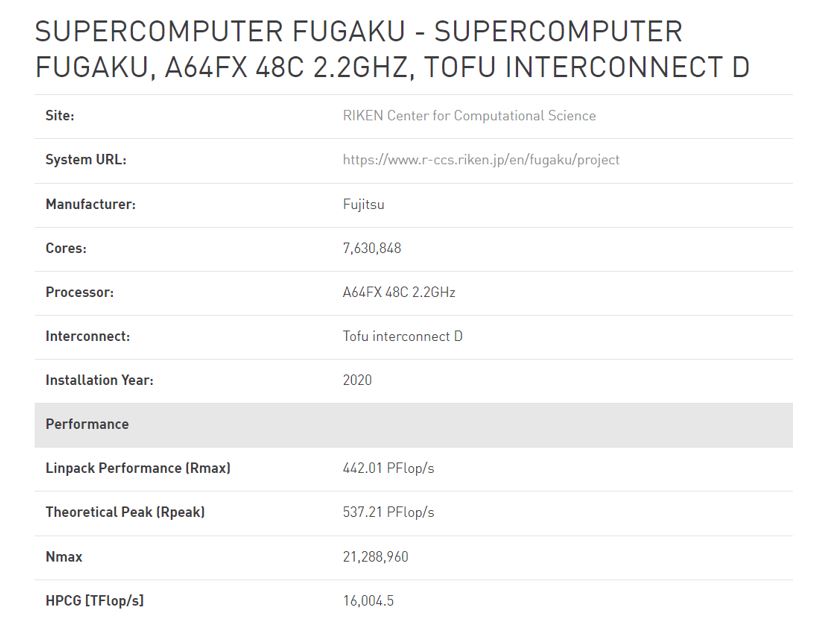 SUPERCOMPUTER FUGAKU - SUPERCOMPUTER
FUGAKU, A64FX 48C 2.2GHZ, TOFU INTERCONNECT D
Site: RIKEN Center for Computational Science
System URL: https://www.r-ccs.riken.jp/en/fugaku/project
Manufacturer: Fujitsu
Cores: 7,630,848
Processor: A64FX 48C 2.2GHz
Interconnect: Tofu interconnect D
Installation Year: 2020
Performance
Linpack Performance (Rmax) 442.01 PFlop/s
Theoretical Peak (Rpeak) 537.21 PFlop/s
Nmax 21,288,960
HPCG [TFlop/s] 16,004.5